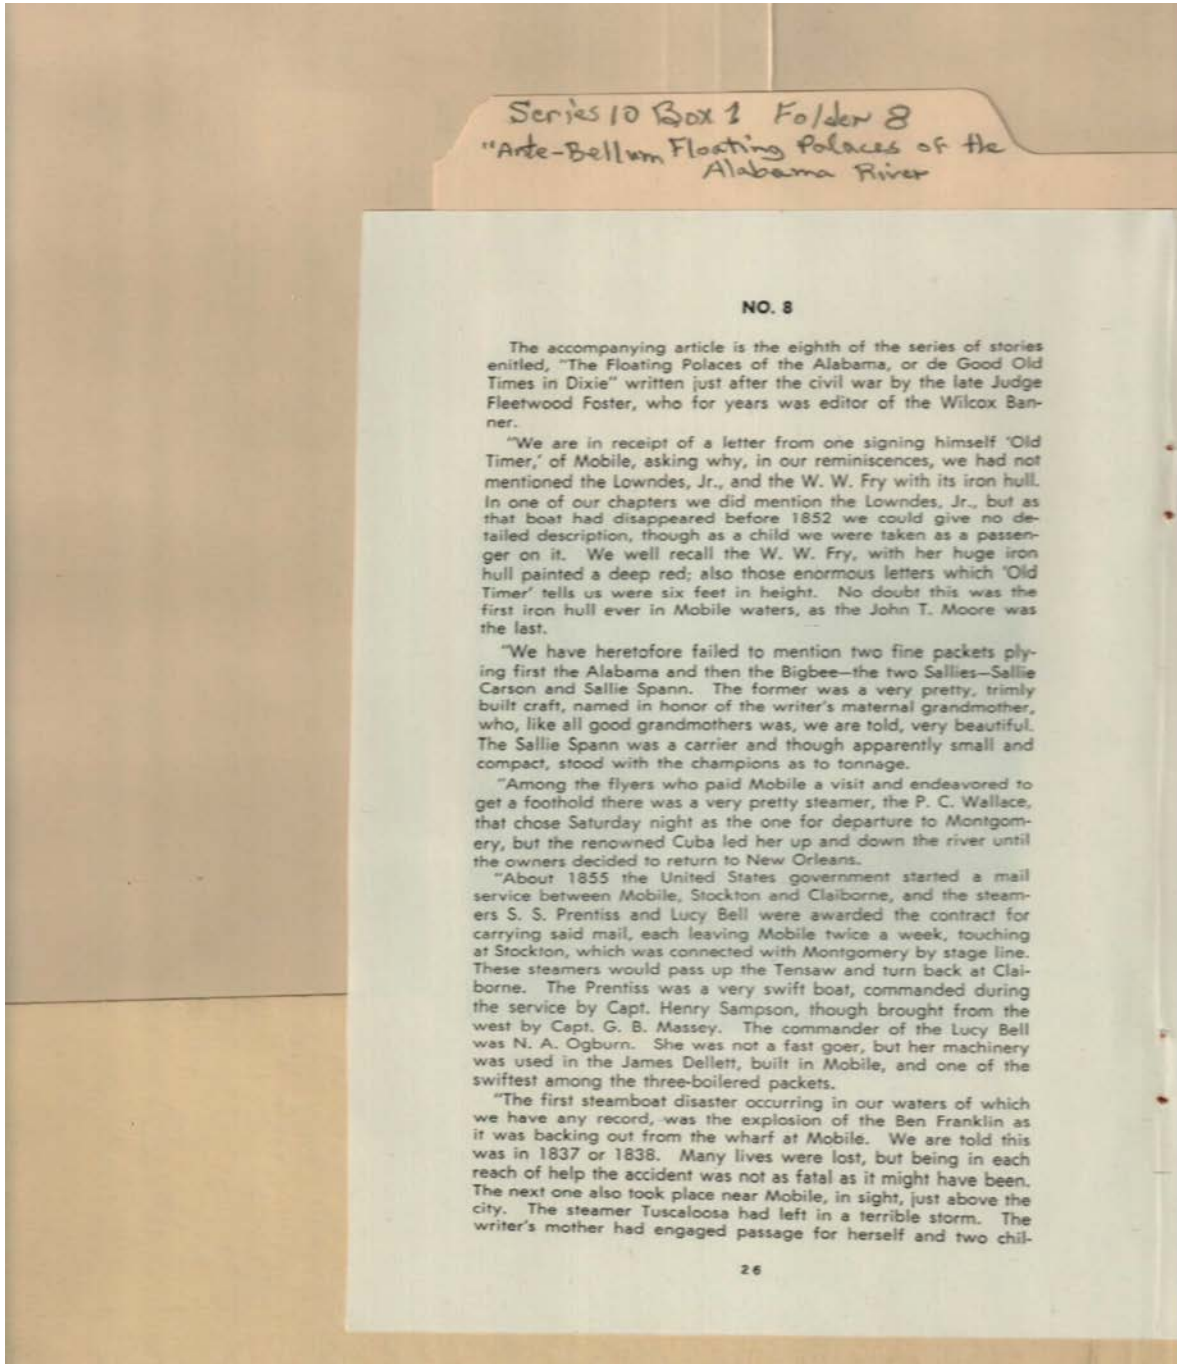 Series 10 Box 1 Folder 8
"Ante-Bellum Floating Palaces of the
Alabama River
NO. 8
The accompanying article is the eighth of the series of stories
enitled, "The Floating Polaces of the Alabama, or de Good Old
Times in Dixie" written just after the civil war by the late Judge
Fleetwood Foster, who for years was editor of the Wilcox Ban-
ner.
"We are in receipt of a letter from one signing himself 'Old
Timer,' of Mobile, asking why, in our reminiscences, we had not
mentioned the Lowndes, Jr., and the W. W. Fry with its iron hull.
In one of our chapters we did mention the Lowndes, Jr., but as
that boat had disappeared before 1852 we could give no de-
tailed description, though as a child we were taken as a passen-
ger on it. We well recall the W. W. Fry, with her huge iron
hull painted a deep red; also those enormous letters which 'Old
Timer' tells us were six feet in height. No doubt this was the
first iron hull ever in Mobile waters, as the John T. Moore was
the last.
"We have heretofore failed to mention two fine packets ply-
ing first the Alabama and then the Bigbee—the two Sallies—Sallie
Carson and Sallie Spann. The former was a very pretty, trimly
built craft, named in honor of the writer's maternal grandmother,
who, like all good grandmothers was, we are told, very beautiful.
The Sallie Spann was a carrier and though apparently small and
compact, stood with the champions as to tonnage.
"Among the flyers who paid Mobile a visit and endeavored to
get a foothold there was a very pretty steamer, the P. C. Wallace,
that chose Saturday night as the one for departure to Montgom-
ery, but the renowned Cuba led her up and down the river until
the owners decided to return to New Orleans.
"About 1855 the United States government started a mail
service between Mobile, Stockton and Claiborne, and the steam-
ers S. S. Prentiss and Lucy Bell were awarded the contract for
carrying said mail, each leaving Mobile twice a week, touching
at Stockton, which was connected with Montgomery by stage line.
These steamers would pass up the Tensaw and turn back at Clai-
borne. The Prentiss was a very swift boat, commanded during
the service by Capt. Henry Sampson, though brought from the
west by Capt. G. B. Massey. The commander of the Lucy Bell
was N. A. Ogburn. She was not a fast goer, but her machinery
was used in the James Dellett, built in Mobile, and one of the
swiftest among the three-boilered packets.
"The first steamboat disaster occurring in our waters of which
we have any record, was the explosion of the Ben Franklin as
it was backing out from the wharf at Mobile. We are told this
was in 1837 or 1838. Many lives were lost, but being in each
reach of help the accident was not as fatal as it might have been.
The next one also took place near Mobile, in sight, just above the
city. The steamer Tuscaloosa had left in a terrible storm. The
writer's mother had engaged passage for herself and two chil-
26